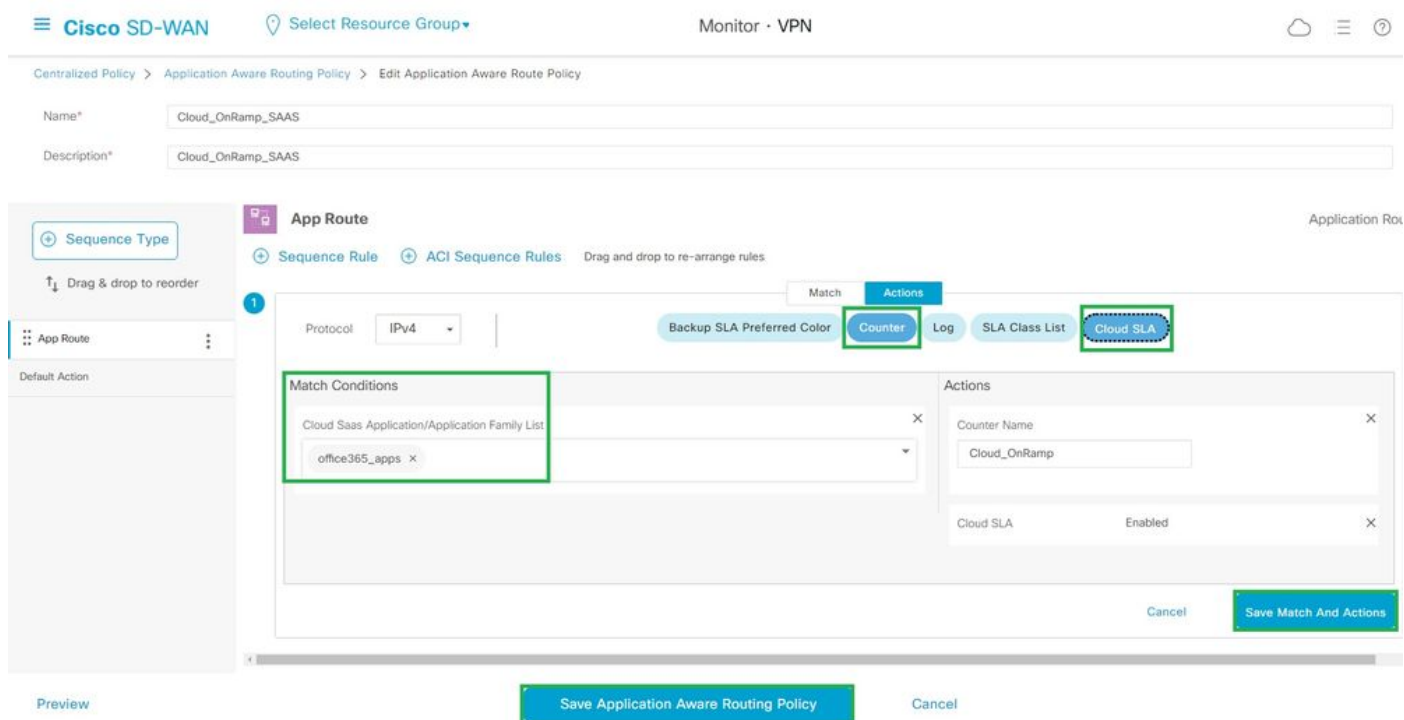 Cisco SD-WAN
Select Resource Group
Monitor · VPN
Centralized Policy > Application Aware Routing Policy > Edit Application Aware Route Policy
Name* Cloud_OnRamp_SAAS
Description* Cloud_OnRamp_SAAS
Sequence Type
Drag & drop to reorder
App Route
Default Action
App Route
Application Rou
Sequence Rule ACI Sequence Rules Drag and drop to re-arrange rules
1
Match Actions
Protocol IPv4 Backup SLA Preferred Color Counter Log SLA Class List Cloud SLA
Match Conditions
Cloud Saas Application/Application Family List
office365_apps ×
Actions
Counter Name
Cloud_OnRamp
Cloud SLA Enabled
Cancel Save Match And Actions
Preview Save Application Aware Routing Policy Cancel